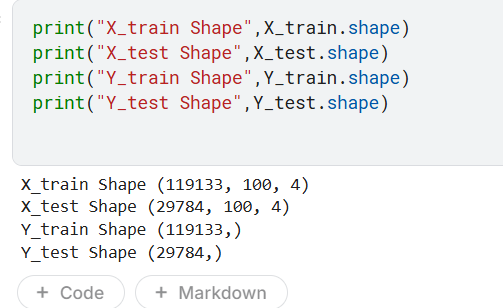 print("X_train Shape",X_train.shape)
print("X_test Shape",X_test.shape)
print("Y_train Shape",Y_train.shape)
print("Y_test Shape",Y_test.shape)
X_train Shape (119133, 100, 4)
X_test Shape (29784, 100, 4)
Y_train Shape (119133,)
Y_test Shape (29784,)
+ Code + Markdown